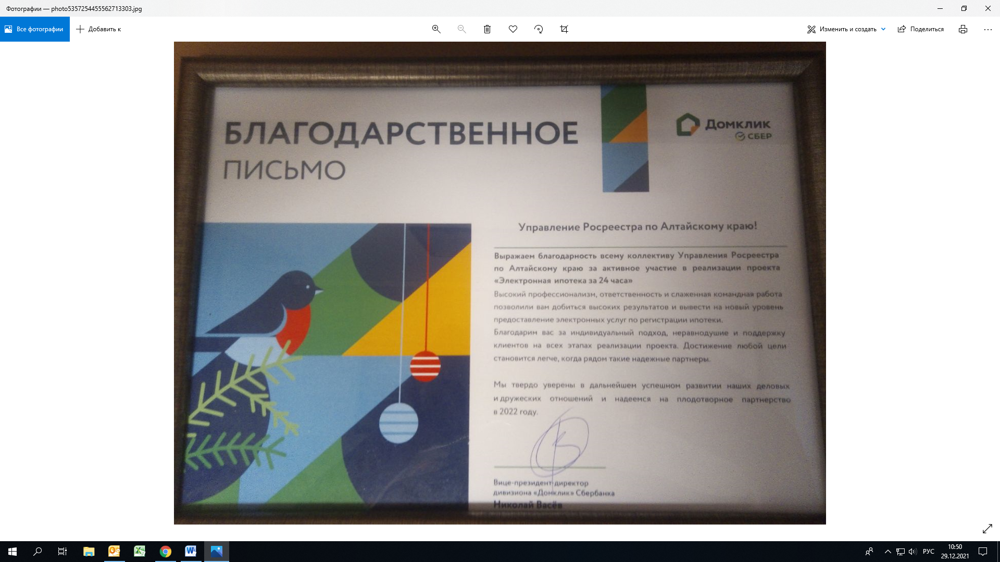 Фотографии — photo5357254455562713303.jpg
Все фотографии
Добавить к
Изменить и создать
Поделиться
БЛАГОДАРСТВЕННОЕ
ПИСЬМО
Домклик
СБЕР
Управление Росреестра по Алтайскому краю!
Выражаем благодарность всему коллективу Управления Росреестра
по Алтайскому краю за активное участие в реализации проекта
«Электронная ипотека за 24 часа»
Высокий профессионализм, ответственность и слаженная командная работа
позволили вам добиться высоких результатов и вывести на новый уровень
предоставление электронных услуг по регистрации ипотеки.
Благодарим вас за индивидуальный подход, неравнодушие и поддержку
клиентов на всех этапах реализации проекта. Достижение любой цели
становится легче, когда рядом такие надежные партнеры.
Мы твердо уверены в дальнейшем успешном развитии наших деловых
и дружеских отношений и надеемся на плодотворное партнерство
в 2022 году.
Вице-президент-директор
дивизиона «Домклик» Сбербанка
Николай Васёв
РУС
10:50
29.12.2021